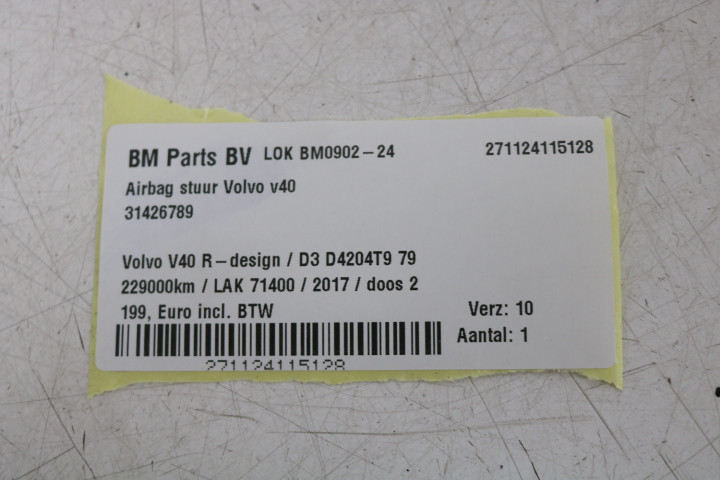 BM Parts BV LOK BM0902-24 271124115128
Airbag stuur Volvo v40
31426789
Volvo V40 R-design / D3 D4204T9 79
229000km / LAK 71400 / 2017 / doos 2
199, Euro incl. BTW Verz: 10
Aantal: 1
271124115128